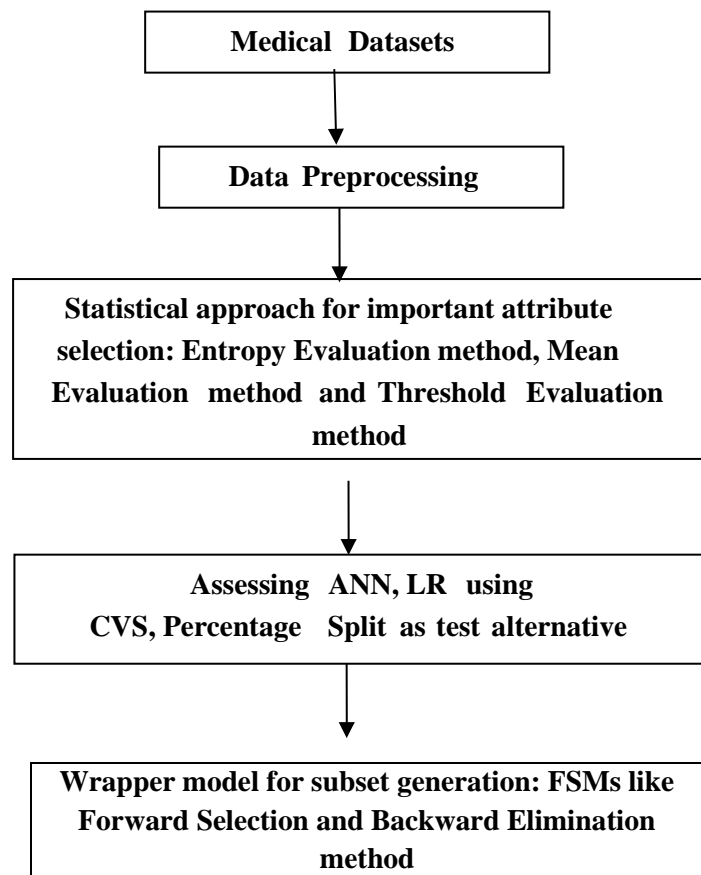 Medical Datasets
Data Preprocessing
Statistical approach for important attribute
selection: Entropy Evaluation method, Mean
Evaluation method and Threshold Evaluation
method
Assessing ANN, LR using
CVS, Percentage Split as test alternative
Wrapper model for subset generation: FSMs like
Forward Selection and Backward Elimination
method